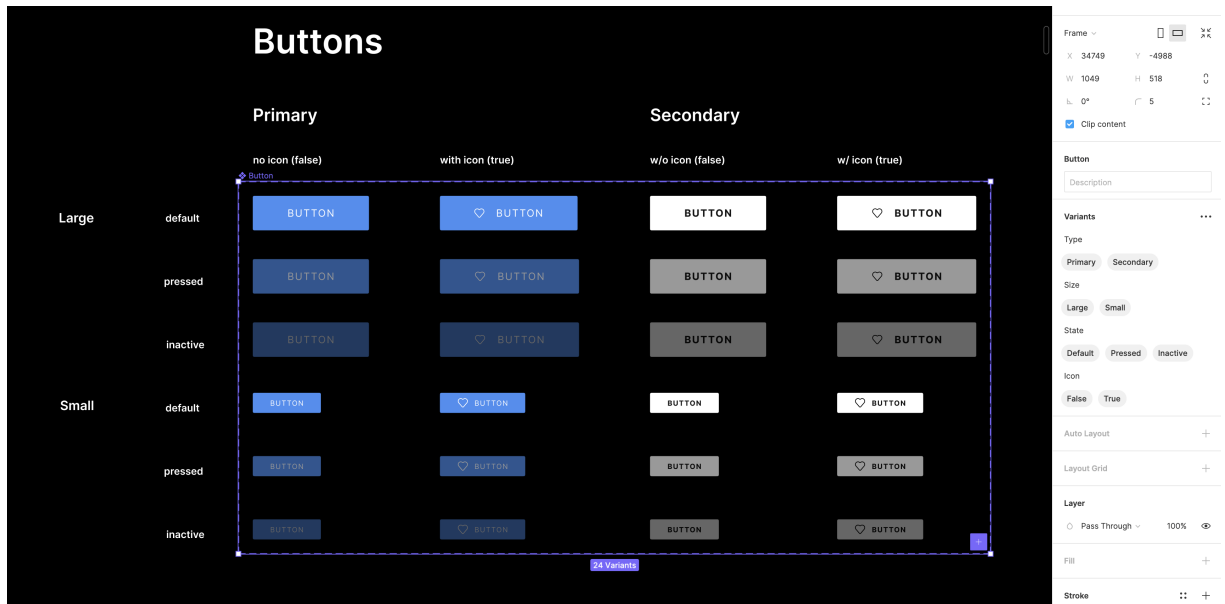 Buttons
Primary
Secondary
no icon (false)
with icon (true)
w/o icon (false)
w/ icon (true)
Button
Large
default
BUTTON
BUTTON
BUTTON
BUTTON
pressed
BUTTON
BUTTON
BUTTON
BUTTON
inactive
BUTTON
BUTTON
BUTTON
BUTTON
Small
default
BUTTON
BUTTON
BUTTON
BUTTON
pressed
BUTTON
BUTTON
BUTTON
BUTTON
inactive
BUTTON
BUTTON
BUTTON
BUTTON
24 Variants
Frame
X 34749 Y -4988
W 1049 H 518
0° 5
Clip content
Button
Description
Variants
Type
Primary Secondary
Size
Large Small
State
Default Pressed Inactive
Icon
False True
Auto Layout
Layout Grid
Layer
Pass Through 100%
Fill
Stroke